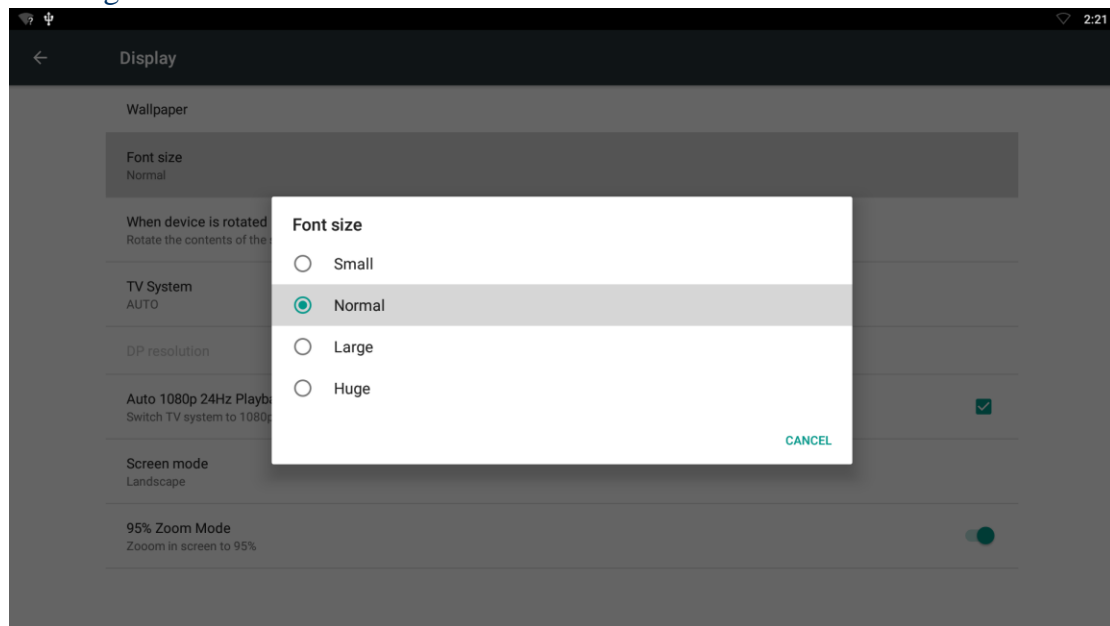 2:21
Display
Wallpaper
Font size
Normal
When device is rotated
Rotate the contents of the
TV System
AUTO
DP resolution
Auto 1080p 24Hz
Switch TV system to
Screen mode
Landscape
95% Zoom Mode
Zooom in screen to 95%
Font size
Small
Normal
Large
Huge
CANCEL